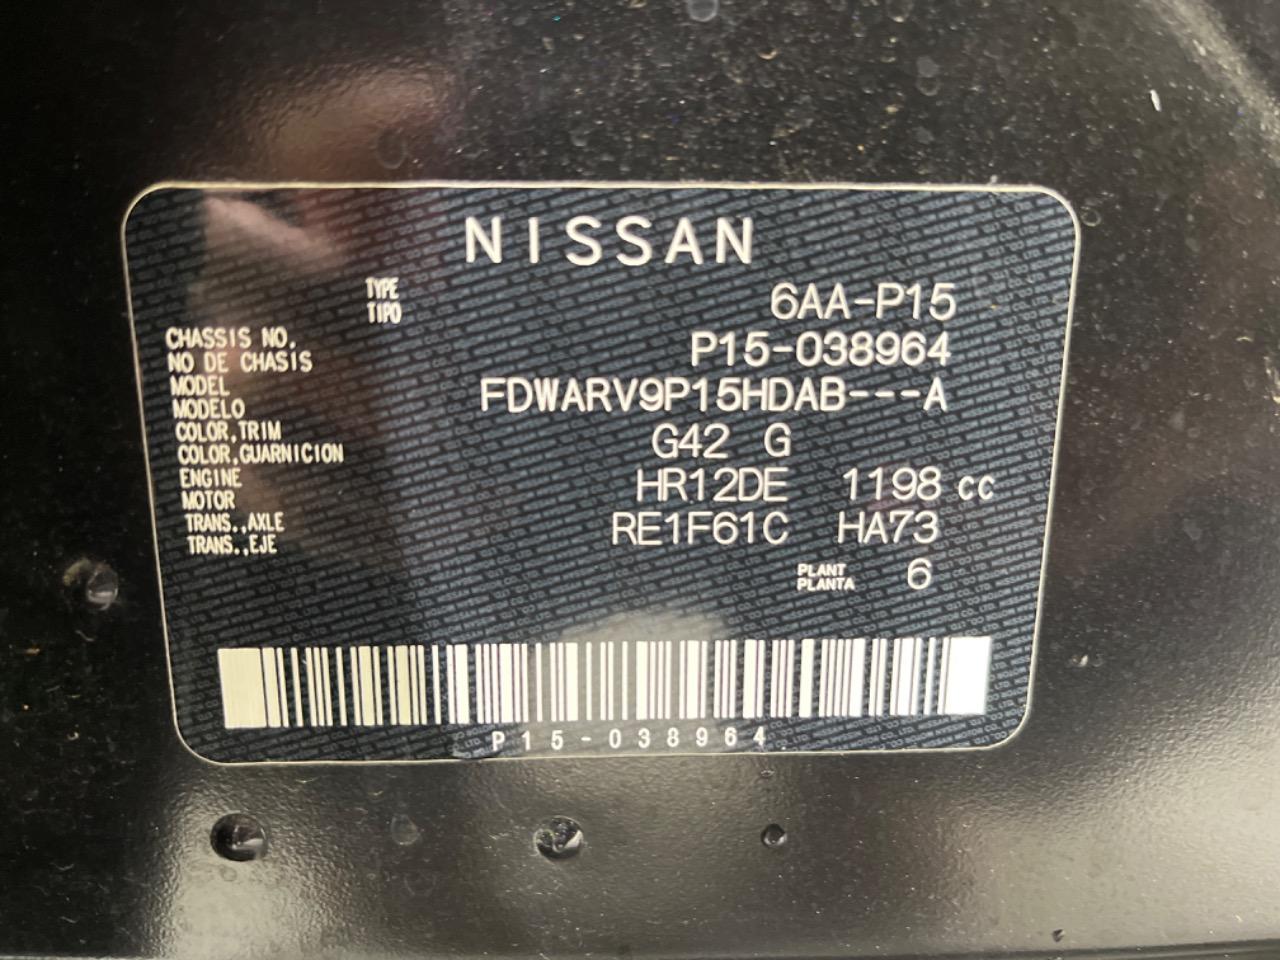 NISSAN
TYPE
TIPO 6AA-P15
CHASSIS NO.
NO DE CHASIS P15-038964
MODEL
MODELO FDWARV9P15HDAB---A
COLOR,TRIM
COLOR,GUARNICION G42 G
ENGINE
MOTOR HR12DE 1198 cc
TRANS.,AXLE
TRANS.,EJE RE1F61C HA73
PLANT
PLANTA 6
P15-038964